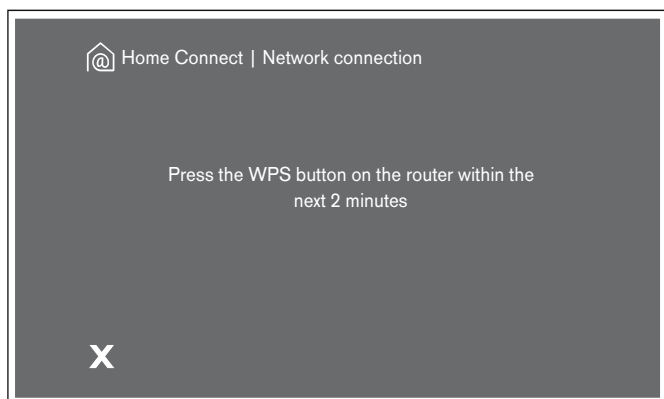 Home Connect | Network connection
Press the WPS button on the router within the
next 2 minutes
X